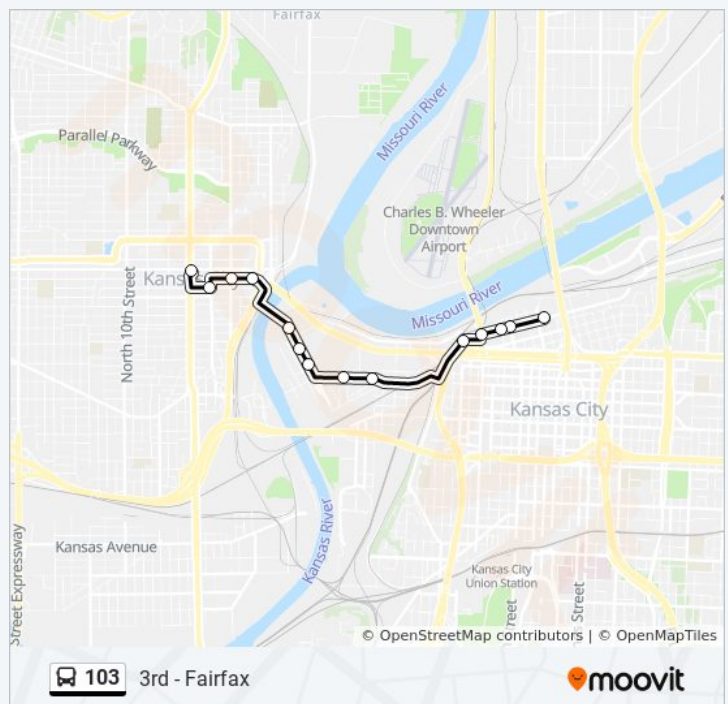 Fairfax
Missouri River
Parallel Parkway
Charles B. Wheeler
Downtown
Airport
Kans
Missouri River
North 10th Street
Kansas City
Kansas River
Street Expressway
Kansas Avenue
Kansas City
Union Station
Street
Street
© OpenStreetMap contributors | © OpenMapTiles
103 3rd - Fairfax
moovit